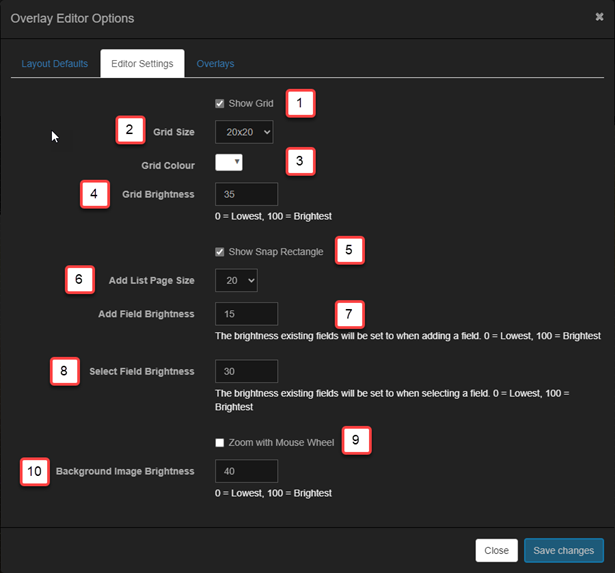 Overlay Editor Options ✖
Layout Defaults Editor Settings Overlays
Show Grid 1
2 Grid Size 20x20
Grid Colour 3
4 Grid Brightness 35
0 = Lowest, 100 = Brightest
Show Snap Rectangle 5
6 Add List Page Size 20
Add Field Brightness 15 7
The brightness existing fields will be set to when adding a field. 0 = Lowest, 100 = Brightest
8 Select Field Brightness 30
The brightness existing fields will be set to when selecting a field. 0 = Lowest, 100 =
Brightest
Zoom with Mouse Wheel 9
10 Background Image Brightness 40
0 = Lowest, 100 = Brightest
Close Save changes